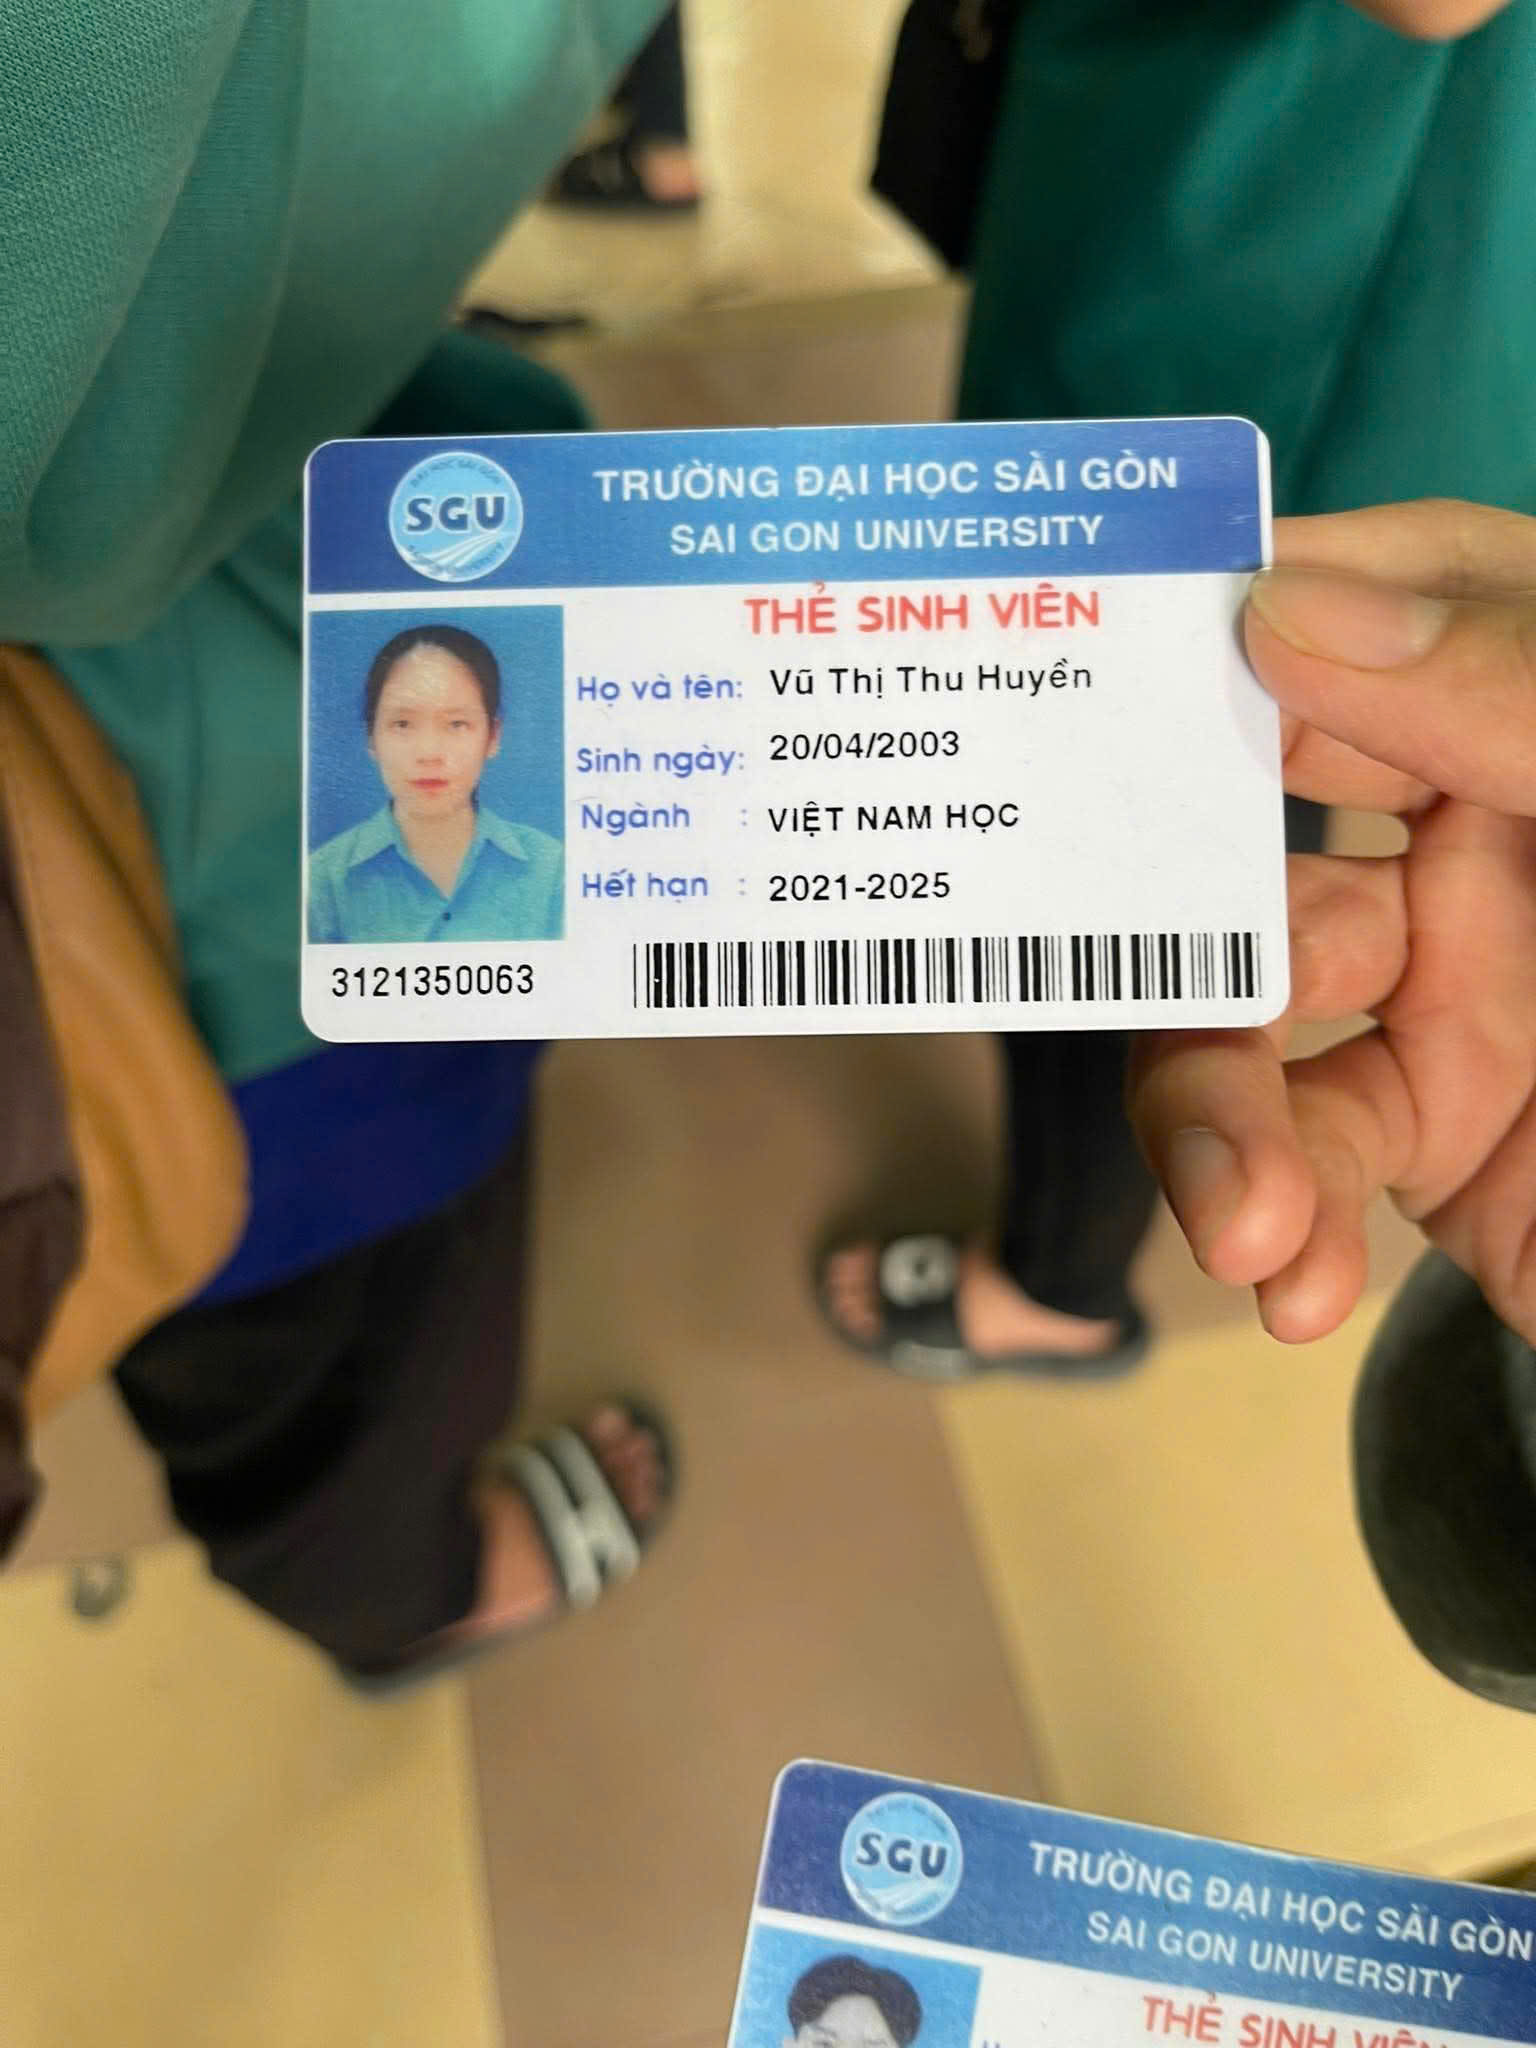 SGU
TRƯỜNG ĐẠI HỌC SÀI GÒN
SAI GON UNIVERSITY
THẺ SINH VIÊN
Họ và tên: Vũ Thị Thu Huyền
Sinh ngày: 20/04/2003
Ngành : VIỆT NAM HỌC
Hết hạn : 2021-2025
3121350063
SGU
TRƯỜNG ĐẠI HỌC SÀI GÒN
SAI GON UNIVERSITY
THẺ SINH VIÊN